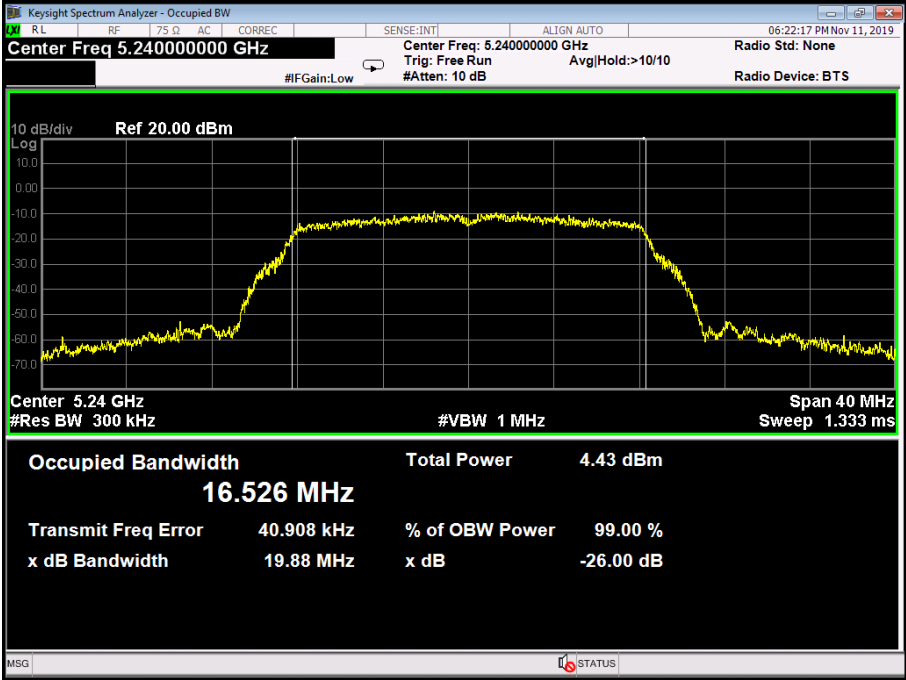 Keysight Spectrum Analyzer - Occupied BW
LXI RL RF 75 Ω AC CORREC SENSE:INT ALIGN AUTO 06:22:17 PM Nov 11, 2019
Center Freq 5.240000000 GHz Center Freq: 5.240000000 GHz Radio Std: None
Trig: Free Run Avg|Hold:>10/10
#IFGain:Low #Atten: 10 dB Radio Device: BTS
10 dB/div Ref 20.00 dBm
Log
10.0
0.00
-10.0
-20.0
-30.0
-40.0
-50.0
-60.0
-70.0
Center 5.24 GHz Span 40 MHz
#Res BW 300 kHz #VBW 1 MHz Sweep 1.333 ms
Occupied Bandwidth Total Power 4.43 dBm
16.526 MHz
Transmit Freq Error 40.908 kHz % of OBW Power 99.00 %
x dB Bandwidth 19.88 MHz x dB -26.00 dB
MSG STATUS